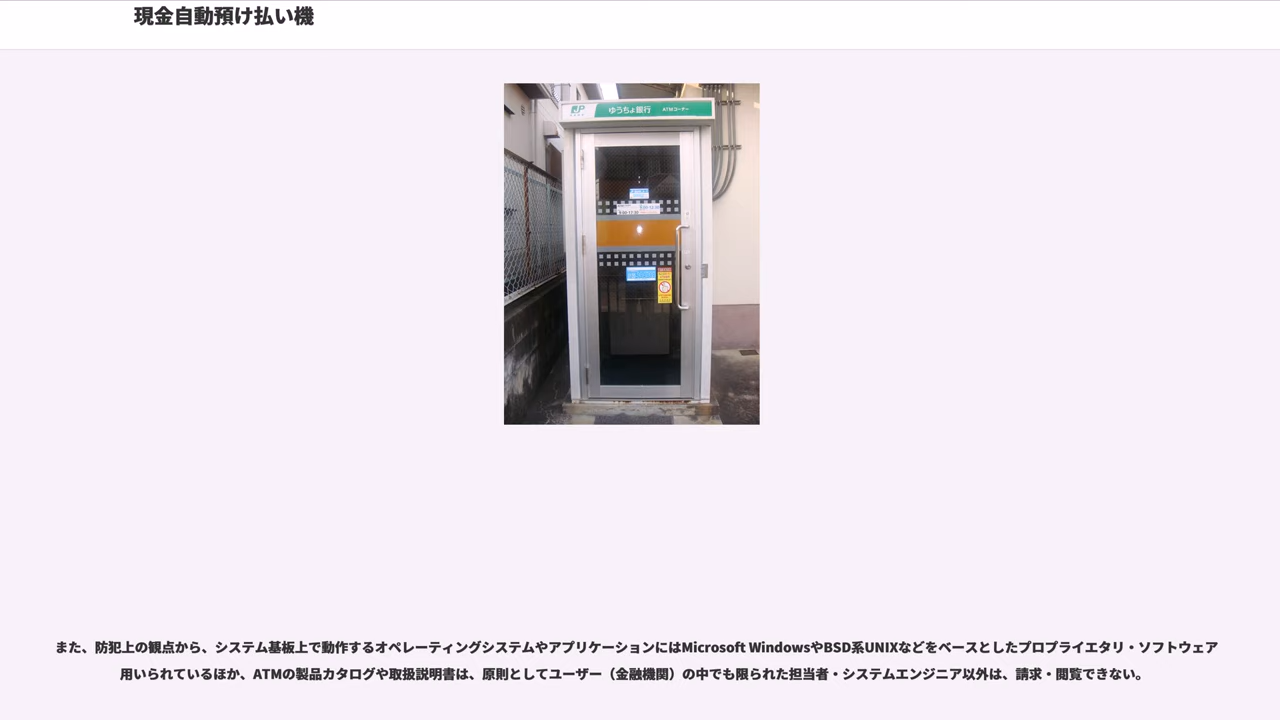 現金自動預け払い機
ゆうちょ銀行 ATMコーナー
また、防犯上の観点から、システム基板上で動作するオペレーティングシステムやアプリケーションにはMicrosoft WindowsやBSD系UNIXなどをベースとしたプロプライエタリ・ソフトウェア
用いられているほか、ATMの製品カタログや取扱説明書は、原則としてユーザー（金融機関）の中でも限られた担当者・システムエンジニア以外は、請求・閲覧できない。